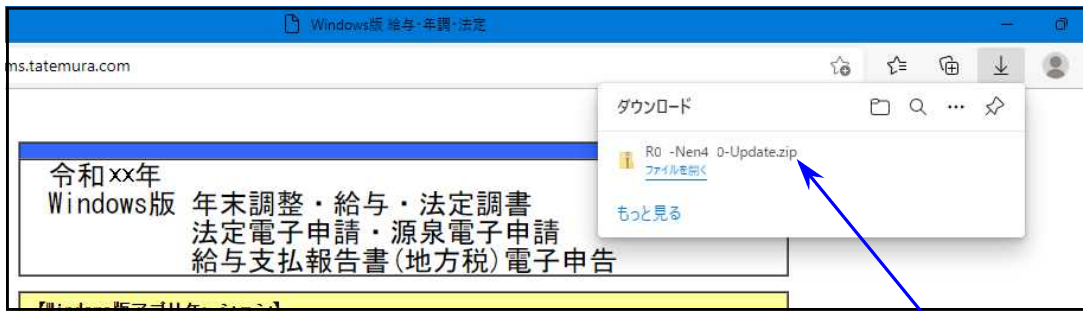 Windows版 給与・年調・法定
ms.tatemura.com
ダウンロード
R0 -Nen4 0-Update.zip
ファイルを開く
もっと見る
令和xx年
Windows版 年末調整・給与・法定調書
法定電子申請・源泉電子申請
給与支払報告書(地方税)電子申告